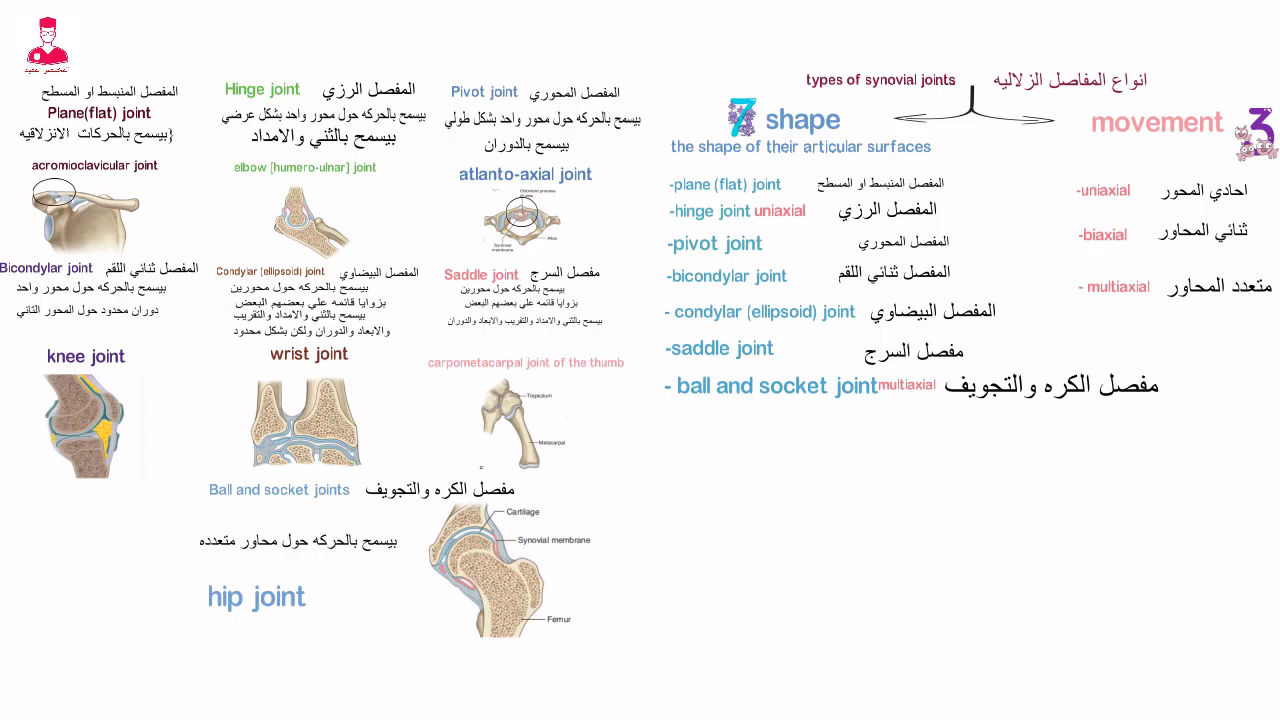 types of synovial joints انواع المفاصل الزلاليه
7 shape
movement 3
the shape of their articular surfaces
-plane (flat) joint المفصل المنبسط او المسطح
-hinge joint uniaxial المفصل الرزي
-pivot joint المفصل المحوري
-bicondylar joint المفصل ثنائي اللقم
- condylar (ellipsoid) joint المفصل البيضاوي
-saddle joint مفصل السرج
- ball and socket joint multiaxial مفصل الكره والتجويف
-uniaxial احادي المحور
-biaxial ثنائي المحاور
- multiaxial متعدد المحاور
المفصل المنبسط او المسطح
Plane(flat) joint
بيسمح بالحركات الانزلاقيه}
acromioclavicular joint
Hinge joint المفصل الرزي
بيسمح بالحركه حول محور واحد بشكل عرضي
بيسمح بالثني والامداد
elbow [humero-ulnar] joint
Pivot joint المفصل المحوري
بيسمح بالحركه حول محور واحد بشكل طولي
بيسمح بالدوران
atlanto-axial joint
Synovial
membrane
Atlas
Bicondylar joint المفصل ثنائي اللقم
بيسمح بالحركه حول محور واحد
دوران محدود حول المحور التاني
knee joint
Condylar (ellipsoid) joint المفصل البيضاوي
بيسمح بالحركه حول محورين
بزوايا قائمه علي بعضهم البعض
بيسمح بالثني والامداد والتقريب
والابعاد والدوران ولكن بشكل محدود
wrist joint
Saddle joint مفصل السرج
بيسمح بالحركه حول محورين
بزوايا قائمه علي بعضهم البعض
بيسمح بالثني والامداد والتقريب والابعاد والدوران
carpometacarpal joint of the thumb
Trapezium
Metacarpal
Ball and socket joints مفصل الكره والتجويف
بيسمح بالحركه حول محاور متعدده
hip joint
Cartilage
Synovial membrane
Femur